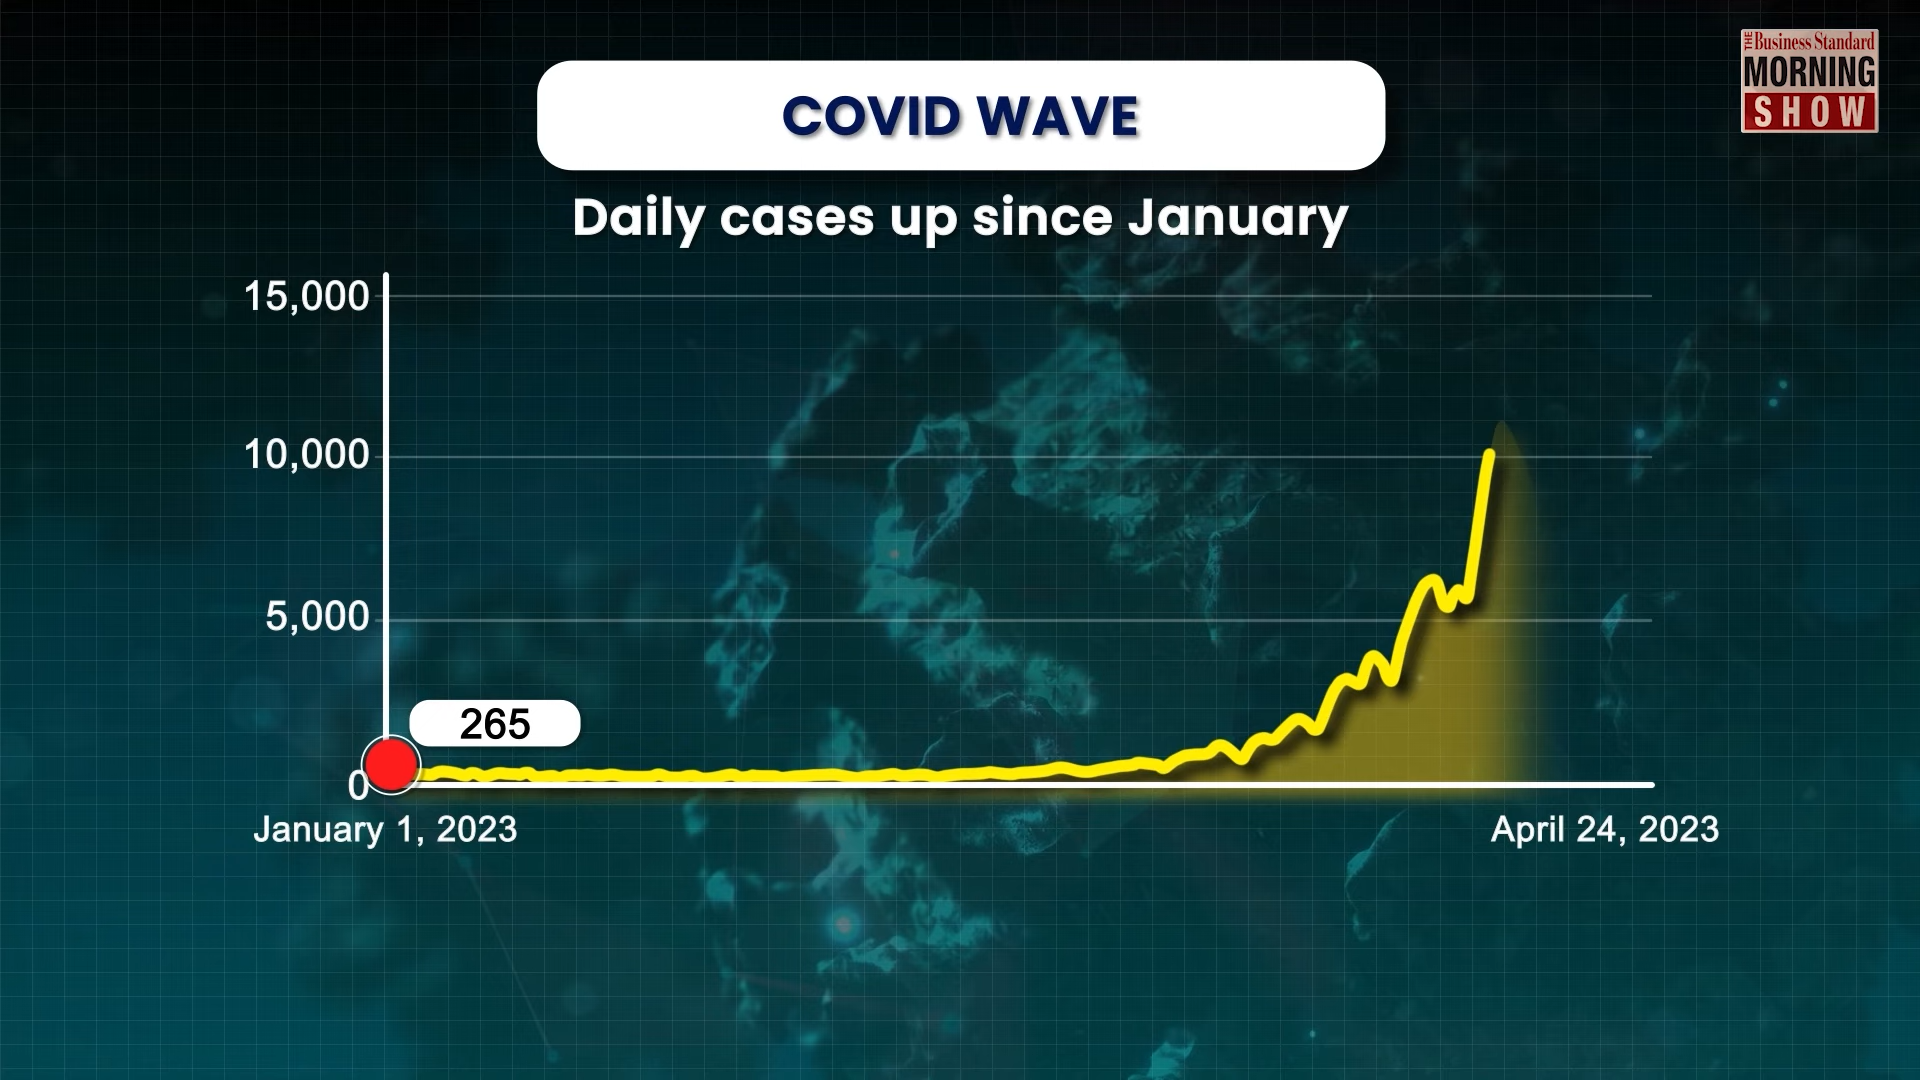 THE Business Standard
MORNING
SHOW
COVID WAVE
Daily cases up since January
15,000
10,000
5,000
265
0
January 1, 2023
April 24, 2023